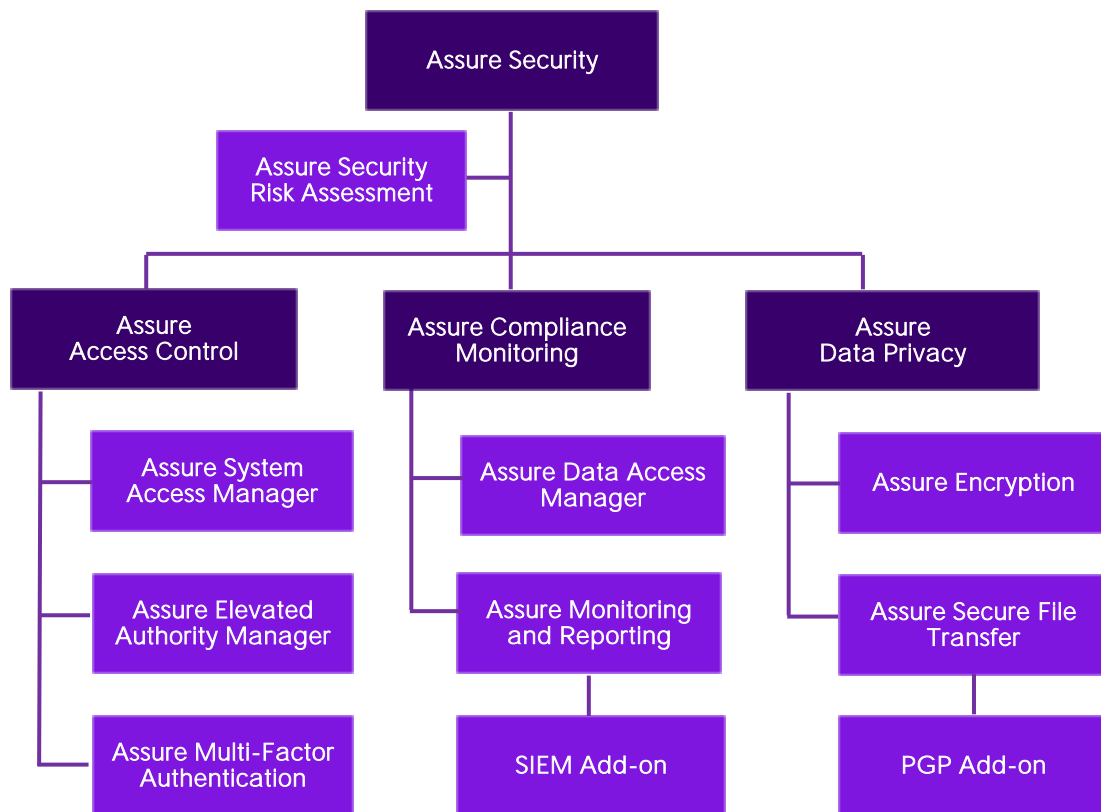 Assure Security
Assure Security
Risk Assessment
Assure
Access Control
Assure Compliance
Monitoring
Assure
Data Privacy
Assure System
Access Manager
Assure Data Access
Manager
Assure Encryption
Assure Elevated
Authority Manager
Assure Monitoring
and Reporting
Assure Secure File
Transfer
Assure Multi-Factor
Authentication
SIEM Add-on
PGP Add-on